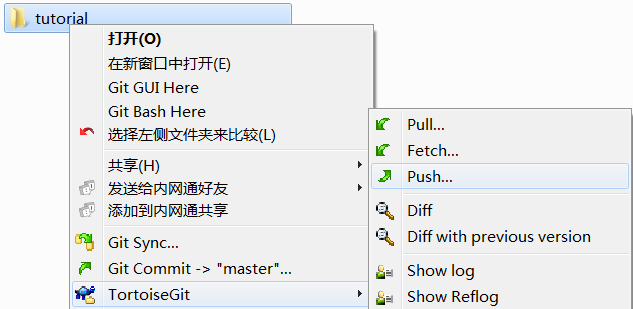 tutorial
打开(O)
在新窗口中打开(E)
Git GUI Here
Git Bash Here
选择左侧文件夹来比较(L)
共享(H)
发送给内网通好友
添加到内网通共享
Git Sync...
Git Commit -> "master"...
TortoiseGit
Pull...
Fetch...
Push...
Diff
Diff with previous version
Show log
Show Reflog